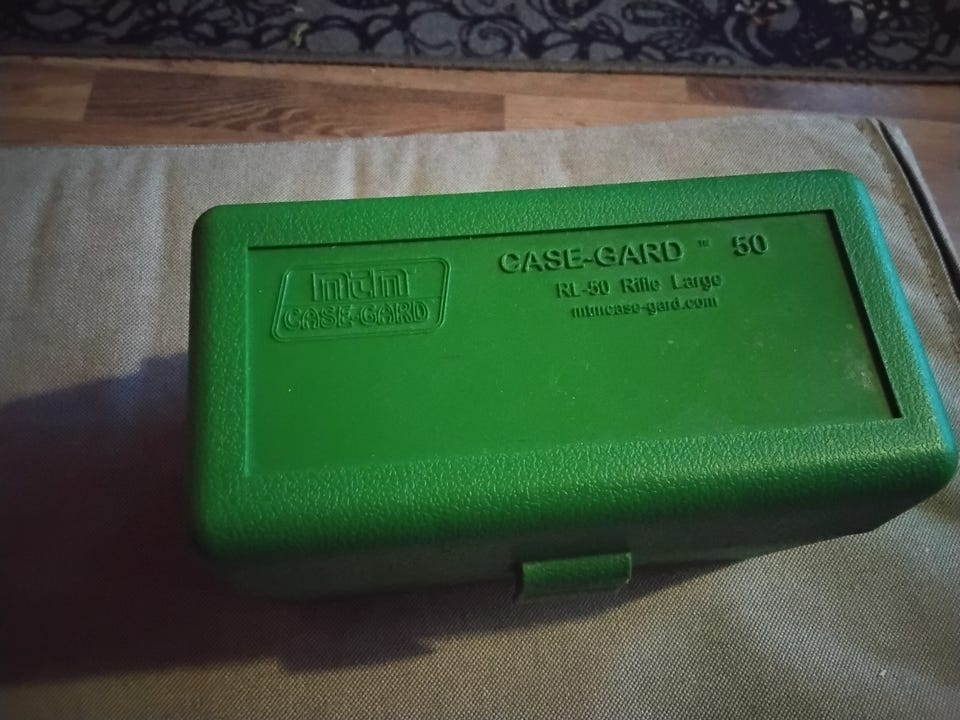 mtm
CASE-GARD
CASE-GARD ™ 50
RL-50 Rifle Large
mtmcase-gard.com